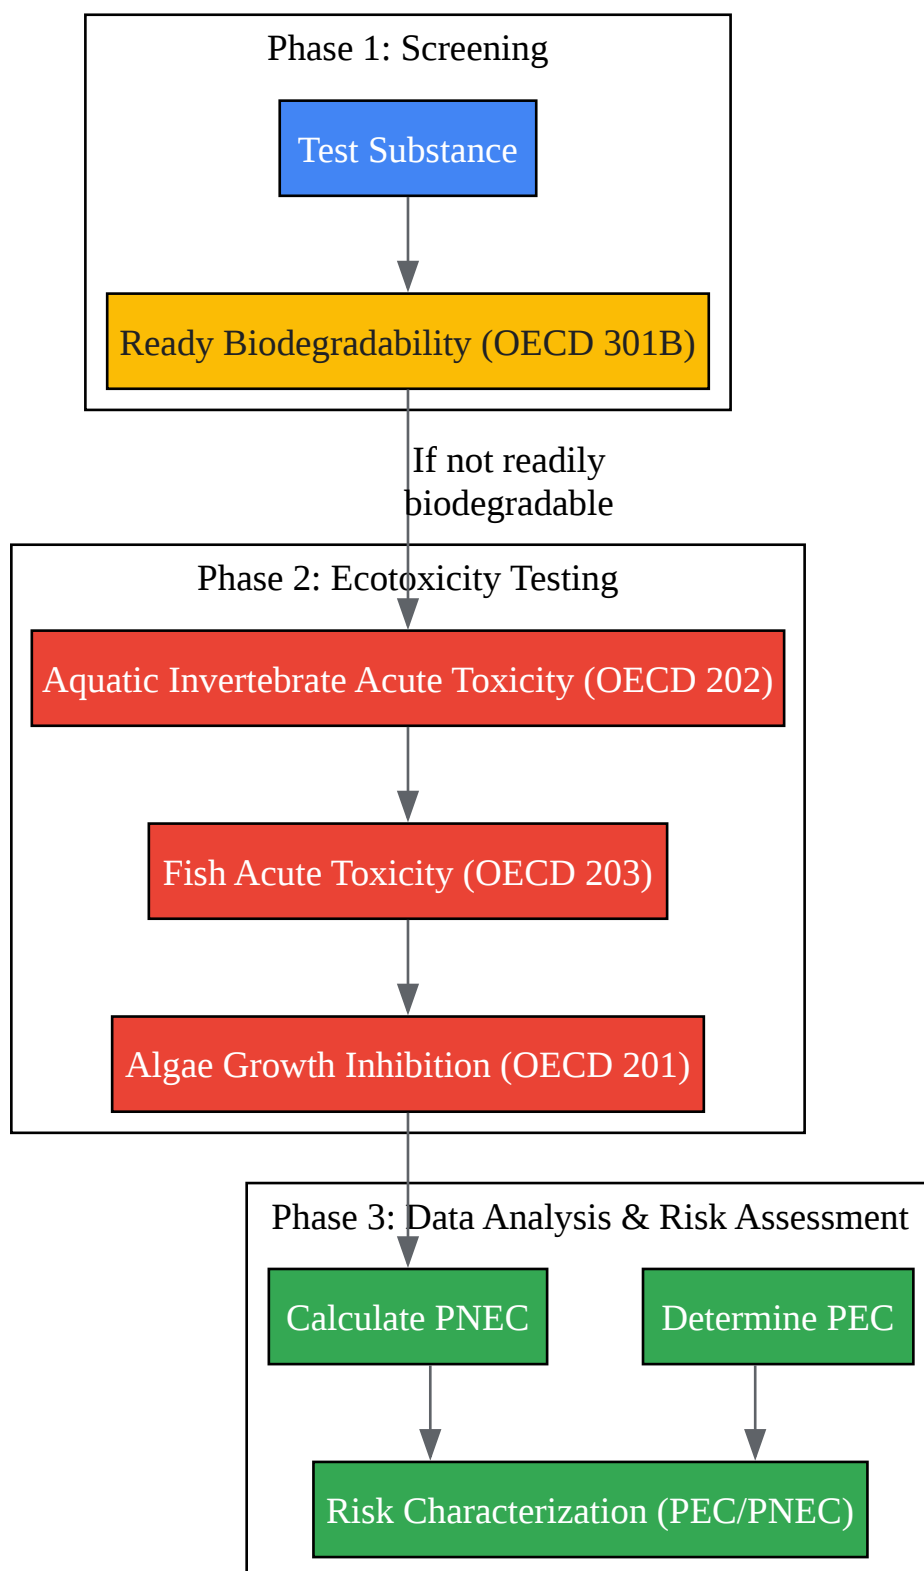 Phase 1: Screening
Test Substance
Ready Biodegradability (OECD 301B)
If not readily
biodegradable
Phase 2: Ecotoxicity Testing
Aquatic Invertebrate Acute Toxicity (OECD 202)
Fish Acute Toxicity (OECD 203)
Algae Growth Inhibition (OECD 201)
Phase 3: Data Analysis & Risk Assessment
Calculate PNEC
Determine PEC
Risk Characterization (PEC/PNEC)